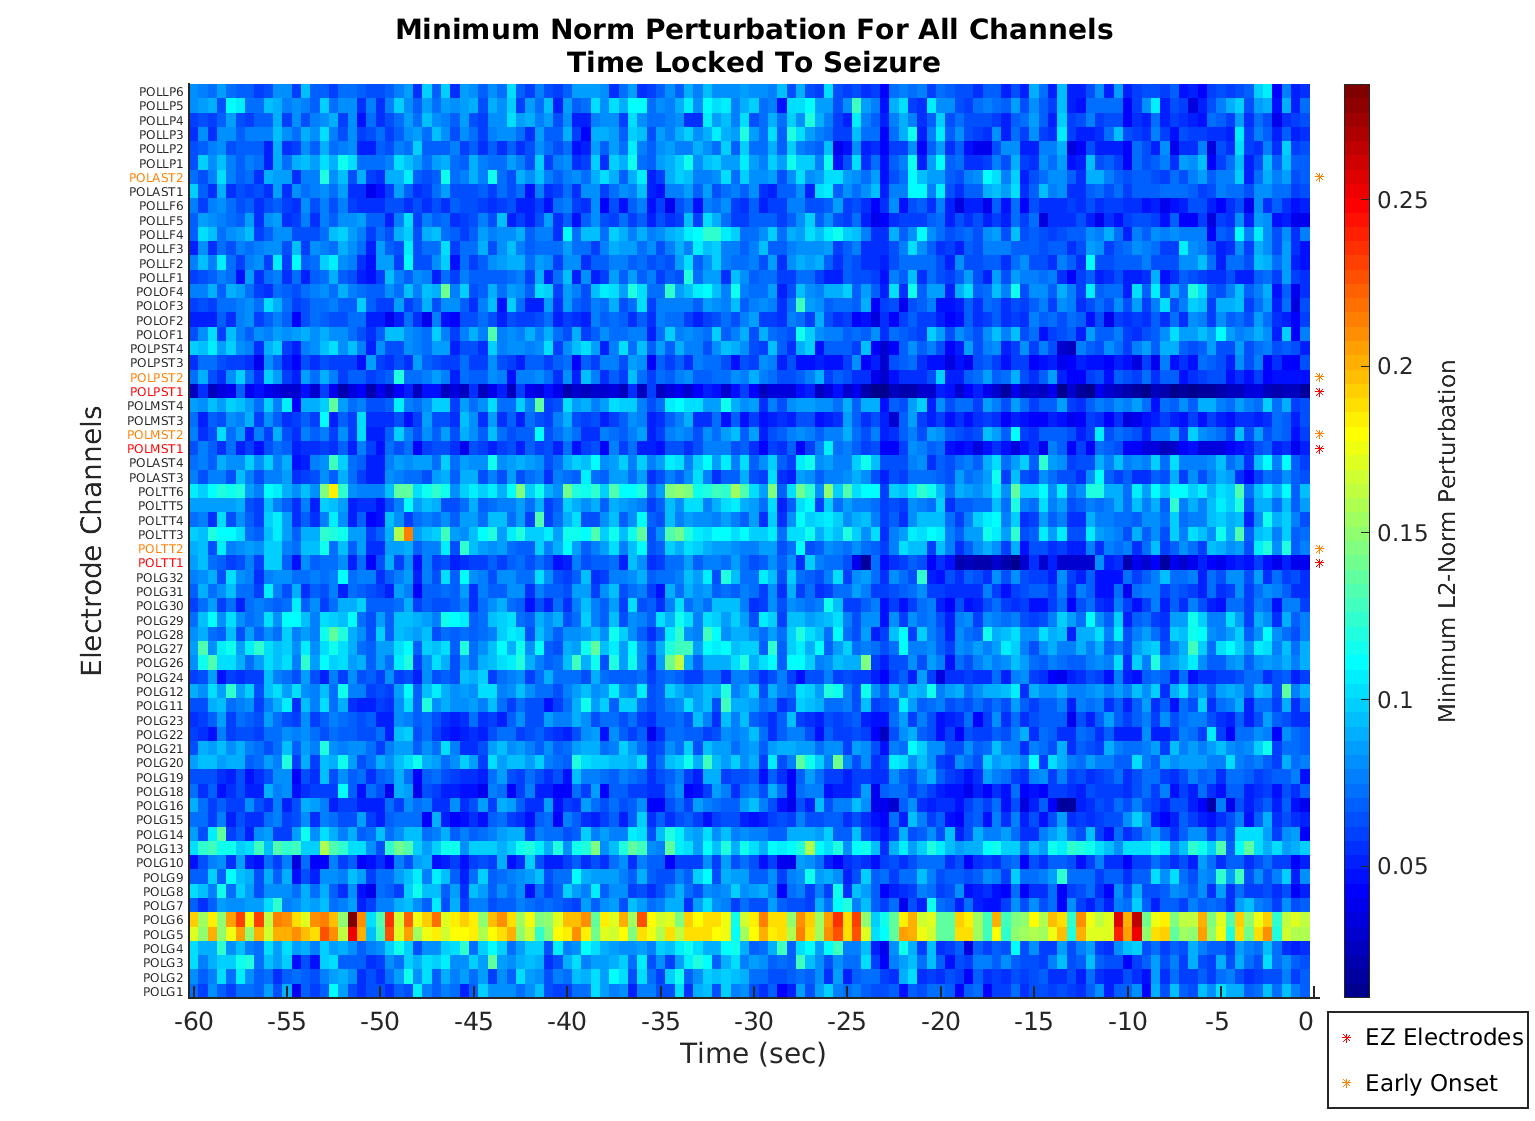 Minimum Norm Perturbation For All Channels
Time Locked To Seizure
Electrode Channels
POLLP6
POLLP5
POLLP4
POLLP3
POLLP2
POLLP1
POLAST2
POLAST1
POLLF6
POLLF5
POLLF4
POLLF3
POLLF2
POLLF1
POLOF4
POLOF3
POLOF2
POLOF1
POLPST4
POLPST3
POLPST2
POLPST1
POLMST4
POLMST3
POLMST2
POLMST1
POLAST4
POLAST3
POLTT6
POLTT5
POLTT4
POLTT3
POLTT2
POLTT1
POLG32
POLG31
POLG30
POLG29
POLG28
POLG27
POLG26
POLG24
POLG12
POLG11
POLG23
POLG22
POLG21
POLG20
POLG19
POLG18
POLG16
POLG15
POLG14
POLG13
POLG10
POLG9
POLG8
POLG7
POLG6
POLG5
POLG4
POLG3
POLG2
POLG1
-60 -55 -50 -45 -40 -35 -30 -25 -20 -15 -10 -5 0
Time (sec)
0.25
0.2
0.15
0.1
0.05
Minimum L2-Norm Perturbation
EZ Electrodes
Early Onset